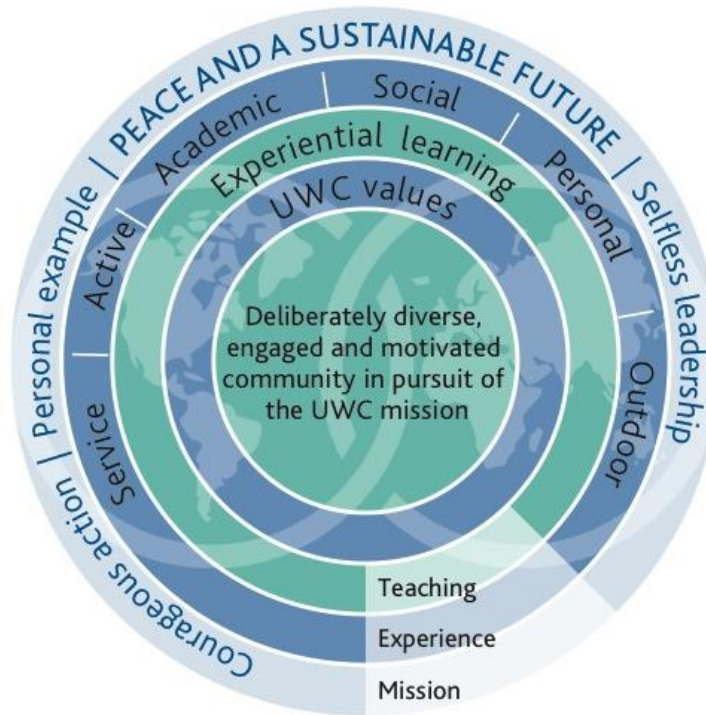 Courageous action | Personal example | PEACE AND A SUSTAINABLE FUTURE | Selfless leadership
Service
Active
Academic
Social
Personal
Outdoor
Experiential learning
UWC values
Deliberately diverse,
engaged and motivated
community in pursuit of
the UWC mission
Teaching
Experience
Mission